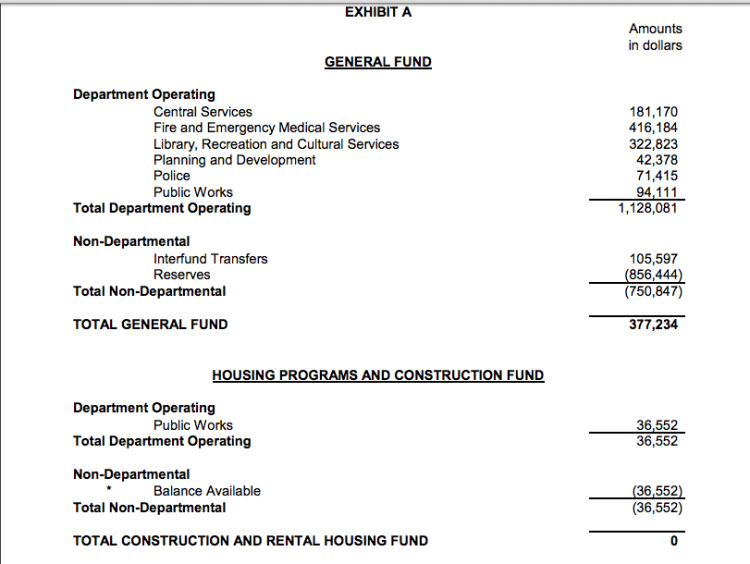 EXHIBIT A
Amounts
in dollars
GENERAL FUND
Department Operating
Central Services 181,170
Fire and Emergency Medical Services 416,184
Library, Recreation and Cultural Services 322,823
Planning and Development 42,378
Police 71,415
Public Works 94,111
Total Department Operating 1,128,081
Non-Departmental
Interfund Transfers 105,597
Reserves (856,444)
Total Non-Departmental (750,847)
TOTAL GENERAL FUND 377,234
HOUSING PROGRAMS AND CONSTRUCTION FUND
Department Operating
Public Works 36,552
Total Department Operating 36,552
Non-Departmental
* Balance Available (36,552)
Total Non-Departmental (36,552)
TOTAL CONSTRUCTION AND RENTAL HOUSING FUND 0